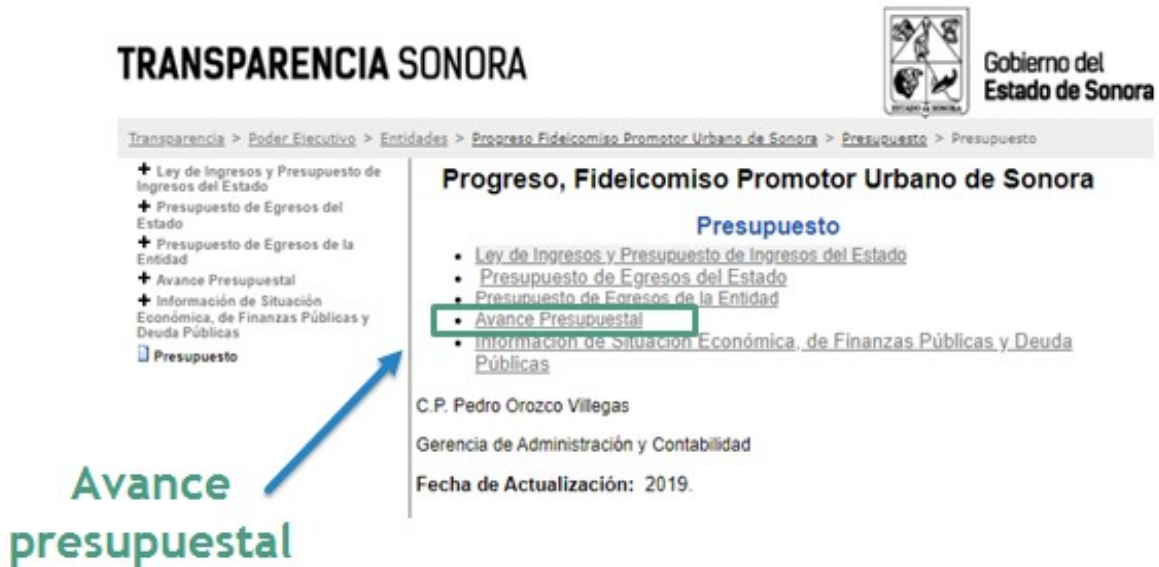 TRANSPARENCIA SONORA
ESTADO DE SONORA
Gobierno del
Estado de Sonora
Transparencia > Poder Ejecutivo > Entidades > Progreso Fideicomiso Promotor Urbano de Sonora > Presupuesto > Presupuesto
+ Ley de Ingresos y Presupuesto de
Ingresos del Estado
+ Presupuesto de Egresos del
Estado
+ Presupuesto de Egresos de la
Entidad
+ Avance Presupuestal
+ Información de Situación
Económica, de Finanzas Públicas y
Deuda Públicas
Presupuesto
Progreso, Fideicomiso Promotor Urbano de Sonora
Presupuesto
• Ley de Ingresos y Presupuesto de Ingresos del Estado
• Presupuesto de Egresos del Estado
• Presupuesto de Egresos de la Entidad
• Avance Presupuestal
• Información de Situación Económica, de Finanzas Públicas y Deuda
Públicas
C.P. Pedro Orozco Villegas
Gerencia de Administración y Contabilidad
Fecha de Actualización: 2019.
Avance
presupuestal